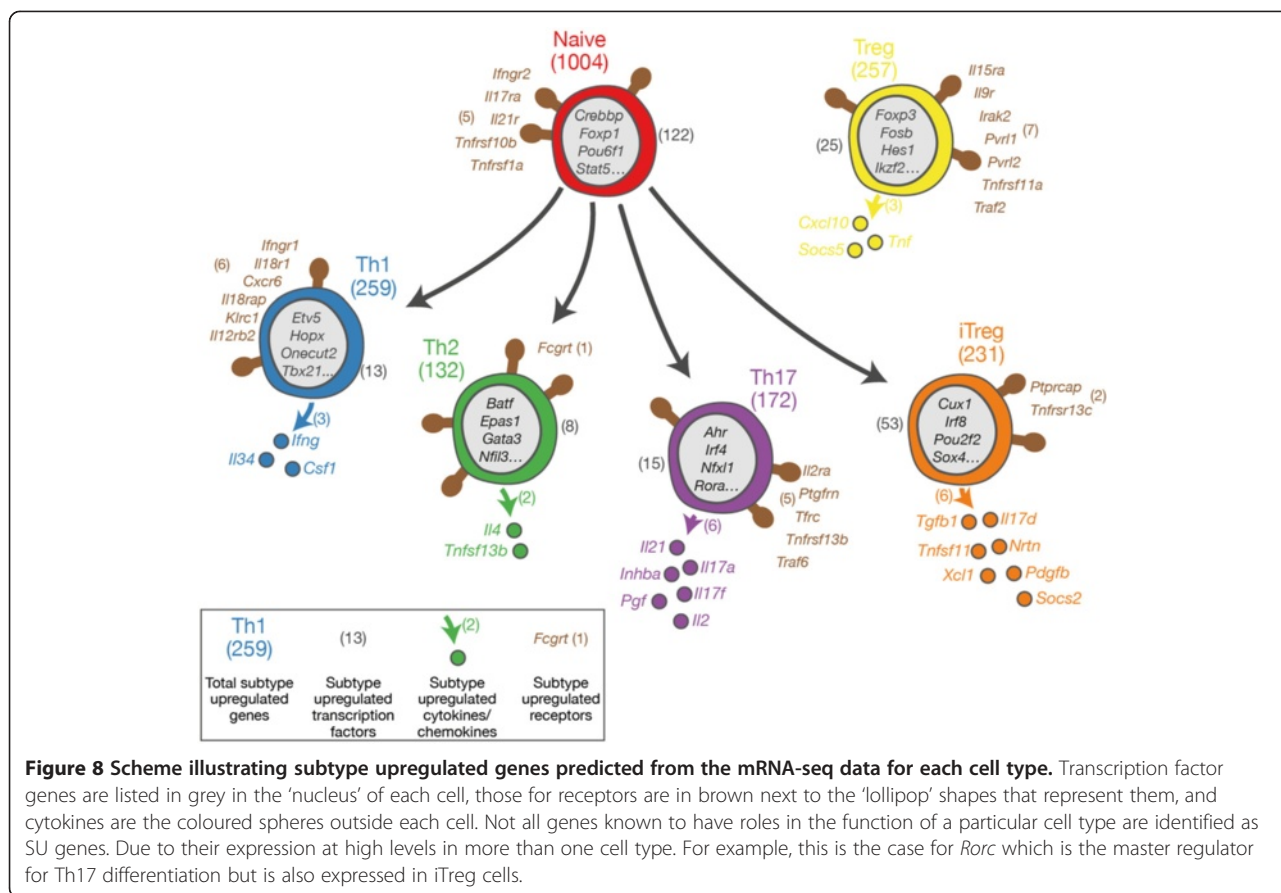 Naive
(1004)
Ifngr2
Il17ra
(5) Il21r
Tnfrsf10b
Tnfrsf1a
Crebbp
Foxp1
Pou6f1
Stat5...
(122)
Treg
(257)
(25)
Foxp3
Fosb
Hes1
Ikzf2...
Il15ra
Il9r
Irak2
Pvrl1 (7)
Pvrl2
Tnfrsf11a
Traf2
(3)
Cxcl10
Tnf
Socs5
Th1
(259)
Ifngr1
(6) Il18r1
Cxcr6
Il18rap
Klrc1
Il12rb2
Etv5
Hopx
Onecut2
Tbx21...
(13)
(3)
Ifng
Il34
Csf1
Th2
(132)
Fcgrt (1)
Batf
Epas1
Gata3
Nfil3...
(8)
(2)
Il4
Tnfsf13b
Th17
(172)
(15)
Ahr
Irf4
Nfxl1
Rora...
Il2ra
(5) Ptgfrn
Tfrc
Tnfrsf13b
Traf6
(6)
Il21
Inhba
Il17a
Pgf
Il17f
Il2
iTreg
(231)
(53)
Cux1
Irf8
Pou2f2
Sox4...
Ptprcap (2)
Tnfrsr13c
(6)
Tgfb1
Il17d
Tnfsf11
Nrtn
Xcl1
Pdgfb
Socs2
Th1
(259)
Total subtype
upregulated
genes
(13)
Subtype
upregulated
transcription
factors
(2)
Subtype
upregulated
cytokines/
chemokines
Fcgrt (1)
Subtype
upregulated
receptors
Figure 8 Scheme illustrating subtype upregulated genes predicted from the mRNA-seq data for each cell type. Transcription factor
genes are listed in grey in the ‘nucleus’ of each cell, those for receptors are in brown next to the ‘lollipop’ shapes that represent them, and
cytokines are the coloured spheres outside each cell. Not all genes known to have roles in the function of a particular cell type are identified as
SU genes. Due to their expression at high levels in more than one cell type. For example, this is the case for Rorc which is the master regulator
for Th17 differentiation but is also expressed in iTreg cells.